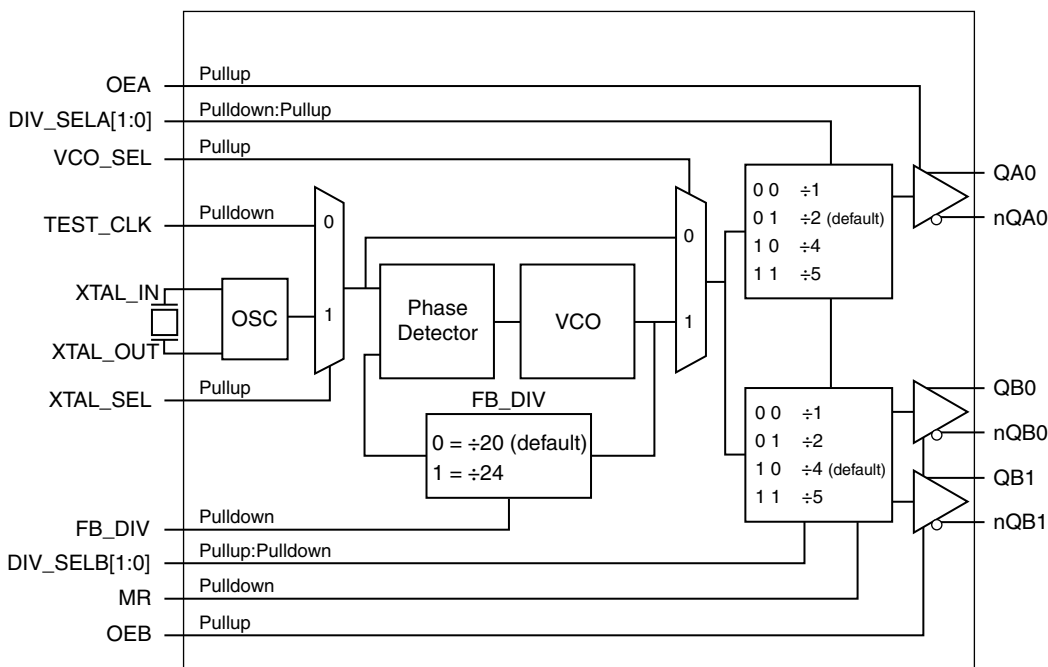 OEA Pullup
DIV_SELA[1:0] Pulldown:Pullup
VCO_SEL Pullup
TEST_CLK Pulldown
XTAL_IN
XTAL_OUT
OSC
XTAL_SEL Pullup
0
1
Phase
Detector
VCO
0
1
FB_DIV
0 = ÷20 (default)
1 = ÷24
0 0 ÷1
0 1 ÷2 (default)
1 0 ÷4
1 1 ÷5
QA0
nQA0
0 0 ÷1
0 1 ÷2
1 0 ÷4 (default)
1 1 ÷5
QB0
nQB0
QB1
nQB1
FB_DIV Pulldown
DIV_SELB[1:0] Pullup:Pulldown
MR Pulldown
OEB Pullup